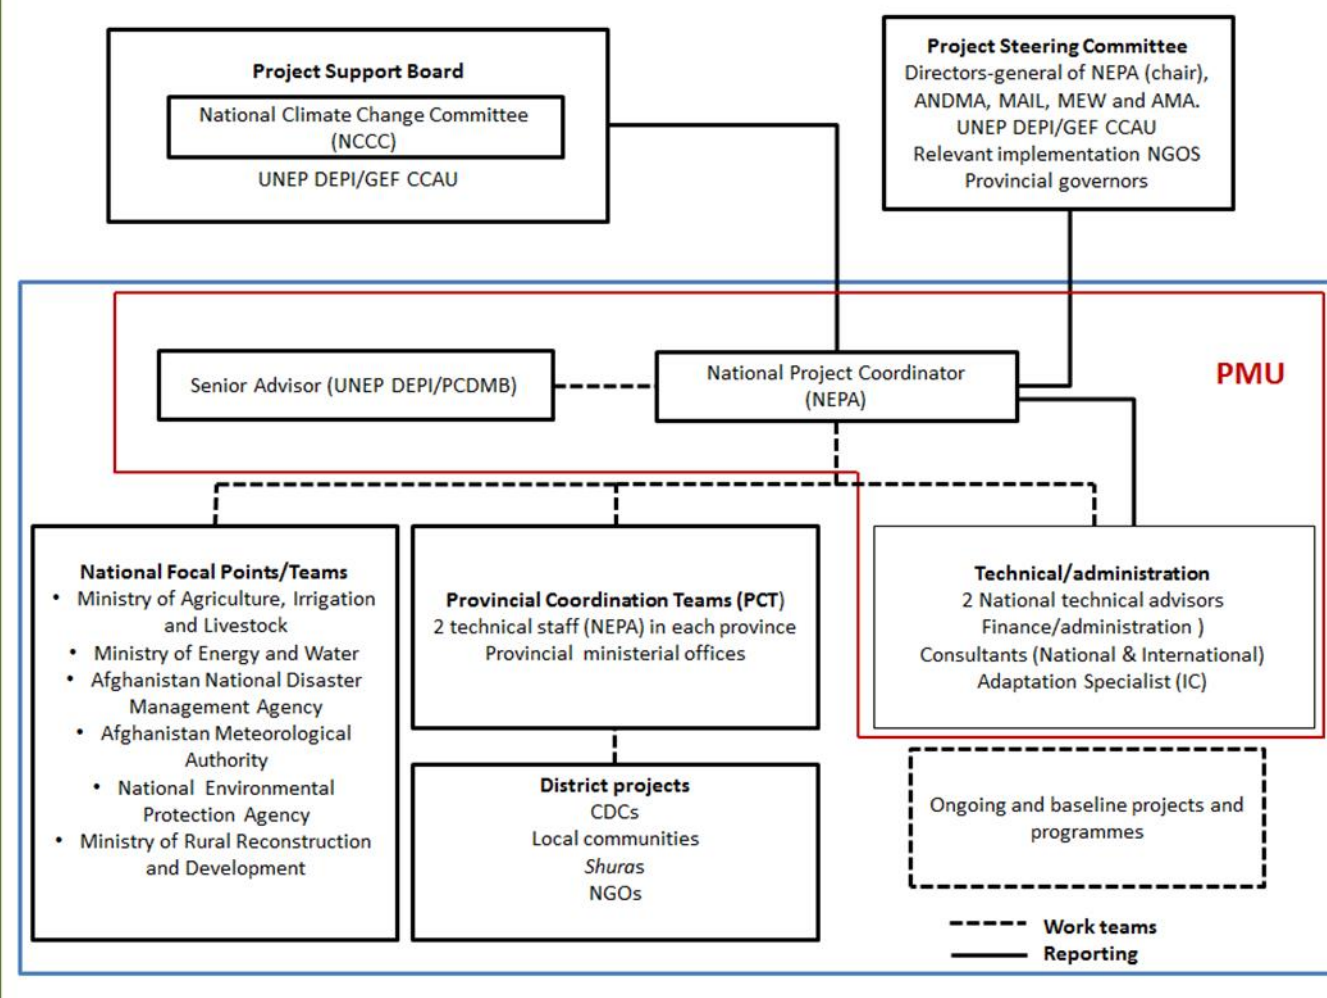 Project Support Board
National Climate Change Committee
(NCCC)
UNEP DEPI/GEF CCAU
Project Steering Committee
Directors-general of NEPA (chair),
ANDMA, MAIL, MEW and AMA.
UNEP DEPI/GEF CCAU
Relevant implementation NGOS
Provincial governors
PMU
Senior Advisor (UNEP DEPI/PCDMB)
National Project Coordinator
(NEPA)
National Focal Points/Teams
• Ministry of Agriculture, Irrigation
and Livestock
• Ministry of Energy and Water
• Afghanistan National Disaster
Management Agency
• Afghanistan Meteorological
Authority
• National Environmental
Protection Agency
• Ministry of Rural Reconstruction
and Development
Provincial Coordination Teams (PCT)
2 technical staff (NEPA) in each province
Provincial ministerial offices
District projects
CDCs
Local communities
Shuras
NGOs
Technical/administration
2 National technical advisors
Finance/administration )
Consultants (National & International)
Adaptation Specialist (IC)
Ongoing and baseline projects and
programmes
Work teams
Reporting